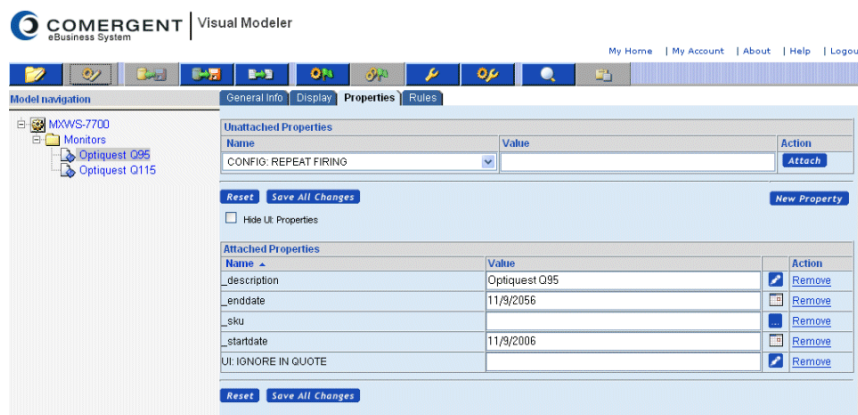 COMERGENT Visual Modeler
eBusiness System
My Home | My Account | About | Help | Logou
Model navigation
General Info Display Properties Rules
MXWS-7700
Monitors
Optiquest Q95
Optiquest Q115
Unattached Properties
Name Value Action
CONFIG: REPEAT FIRING Attach
Reset Save All Changes New Property
Hide UI: Properties
Attached Properties
Name Value Action
_description Optiquest Q95 Remove
_enddate 11/9/2056 Remove
_sku ... Remove
_startdate 11/9/2006 Remove
UI: IGNORE IN QUOTE Remove
Reset Save All Changes